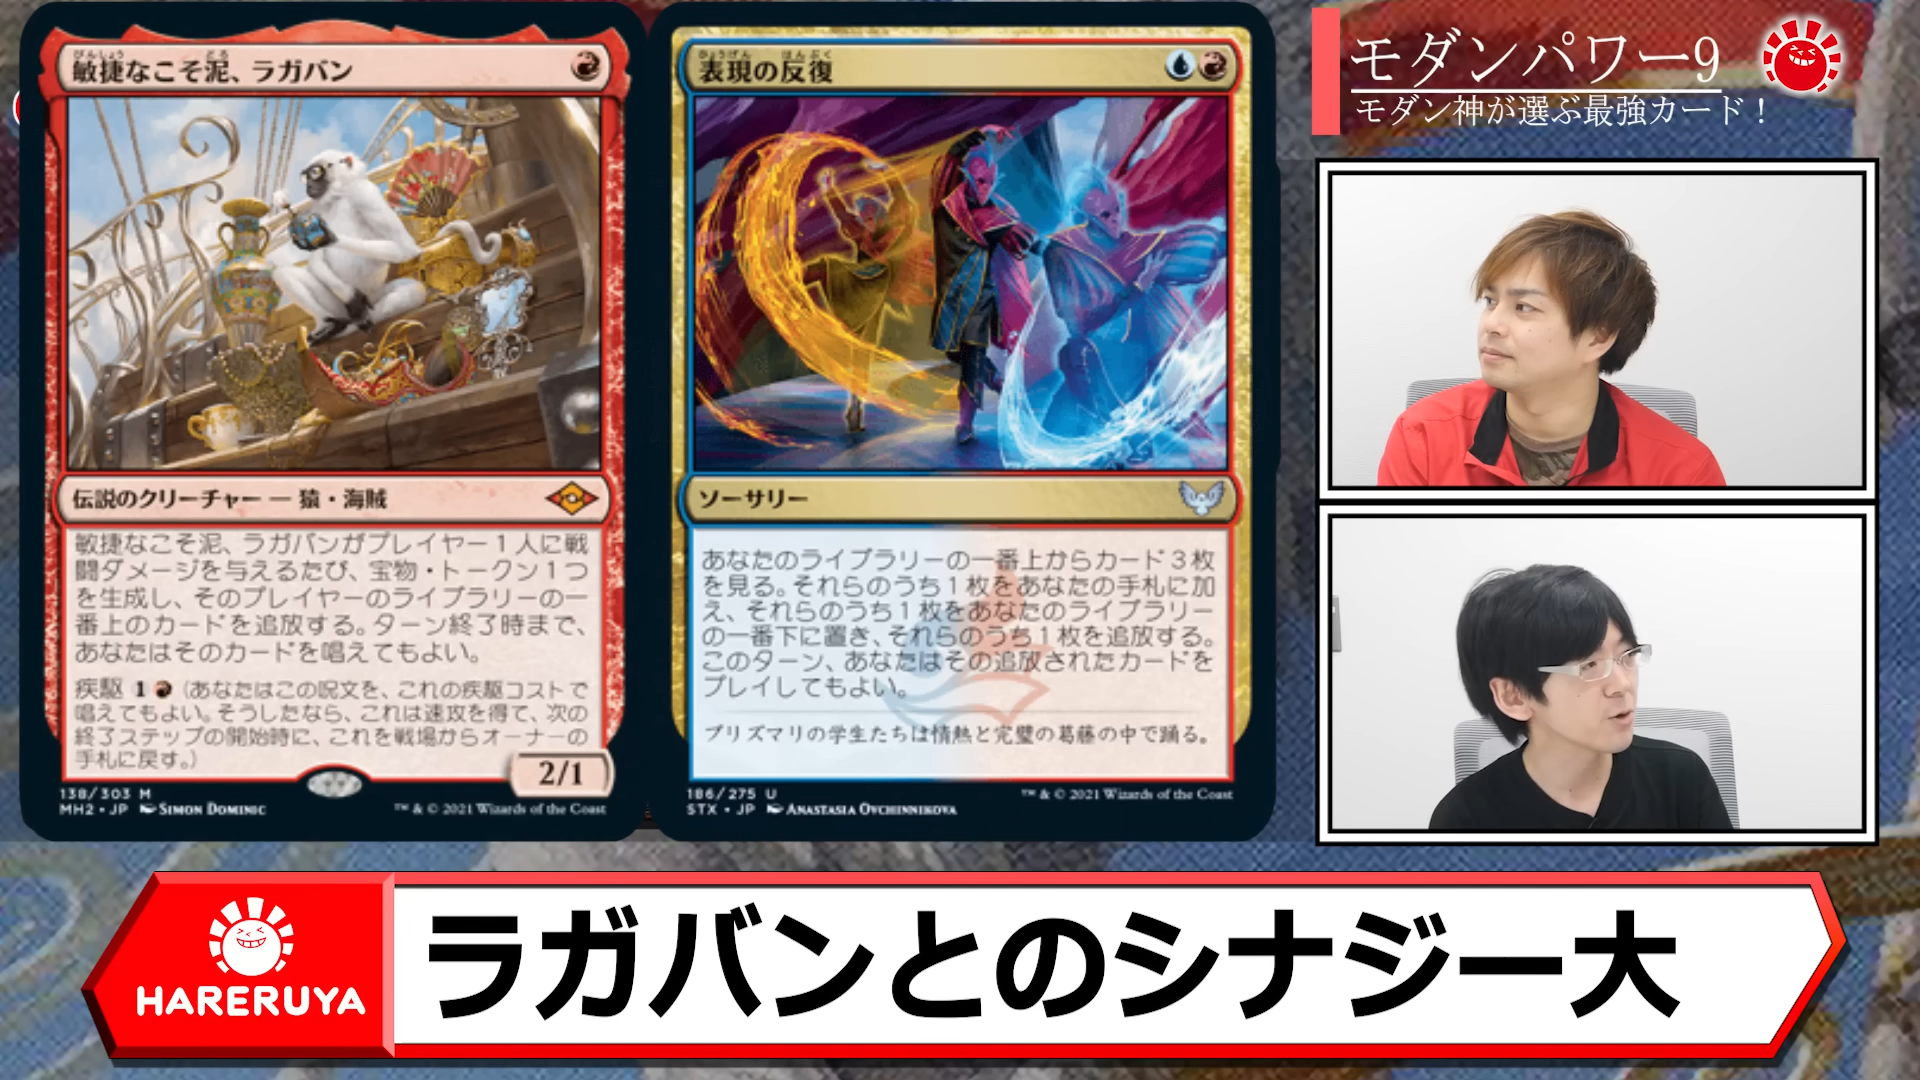 びんしょう どろ
敏捷なこそ泥、ラガバン
伝説のクリーチャー — 猿・海賊
敏捷なこそ泥、ラガバンがプレイヤー1人に戦
闘ダメージを与えるたび、宝物・トークン1つ
を生成し、そのプレイヤーのライブラリーの一
番上のカードを追放する。ターン終了時まで、
あなたはそのカードを唱えてもよい。
疾駆 1 (あなたはこの呪文を、これの疾駆コストで
唱えてもよい。そうしたなら、これは速攻を得て、次の
終了ステップの開始時に、これを戦場からオーナーの
手札に戻す。)
2/1
138/303 M
MH2 • JP SIMON DOMINIC
™ & © 2021 Wizards of the Coast
ひょうげん はんぷく
表現の反復
ソーサリー
あなたのライブラリーの一番上からカード3枚
を見る。それらのうち1枚をあなたの手札に加
え、それらのうち1枚をあなたのライブラリー
の一番下に置き、それらのうち1枚を追放する。
このターン、あなたはその追放されたカードを
プレイしてもよい。
プリズマリの学生たちは情熱と完璧の葛藤の中で踊る。
186/275 U
STX • JP ANASTASIA OVCHINNIKOVA
™ & © 2021 Wizards of the Coast
モダンパワー9
モダン神が選ぶ最強カード！
HARERUYA
ラガバンとのシナジー大